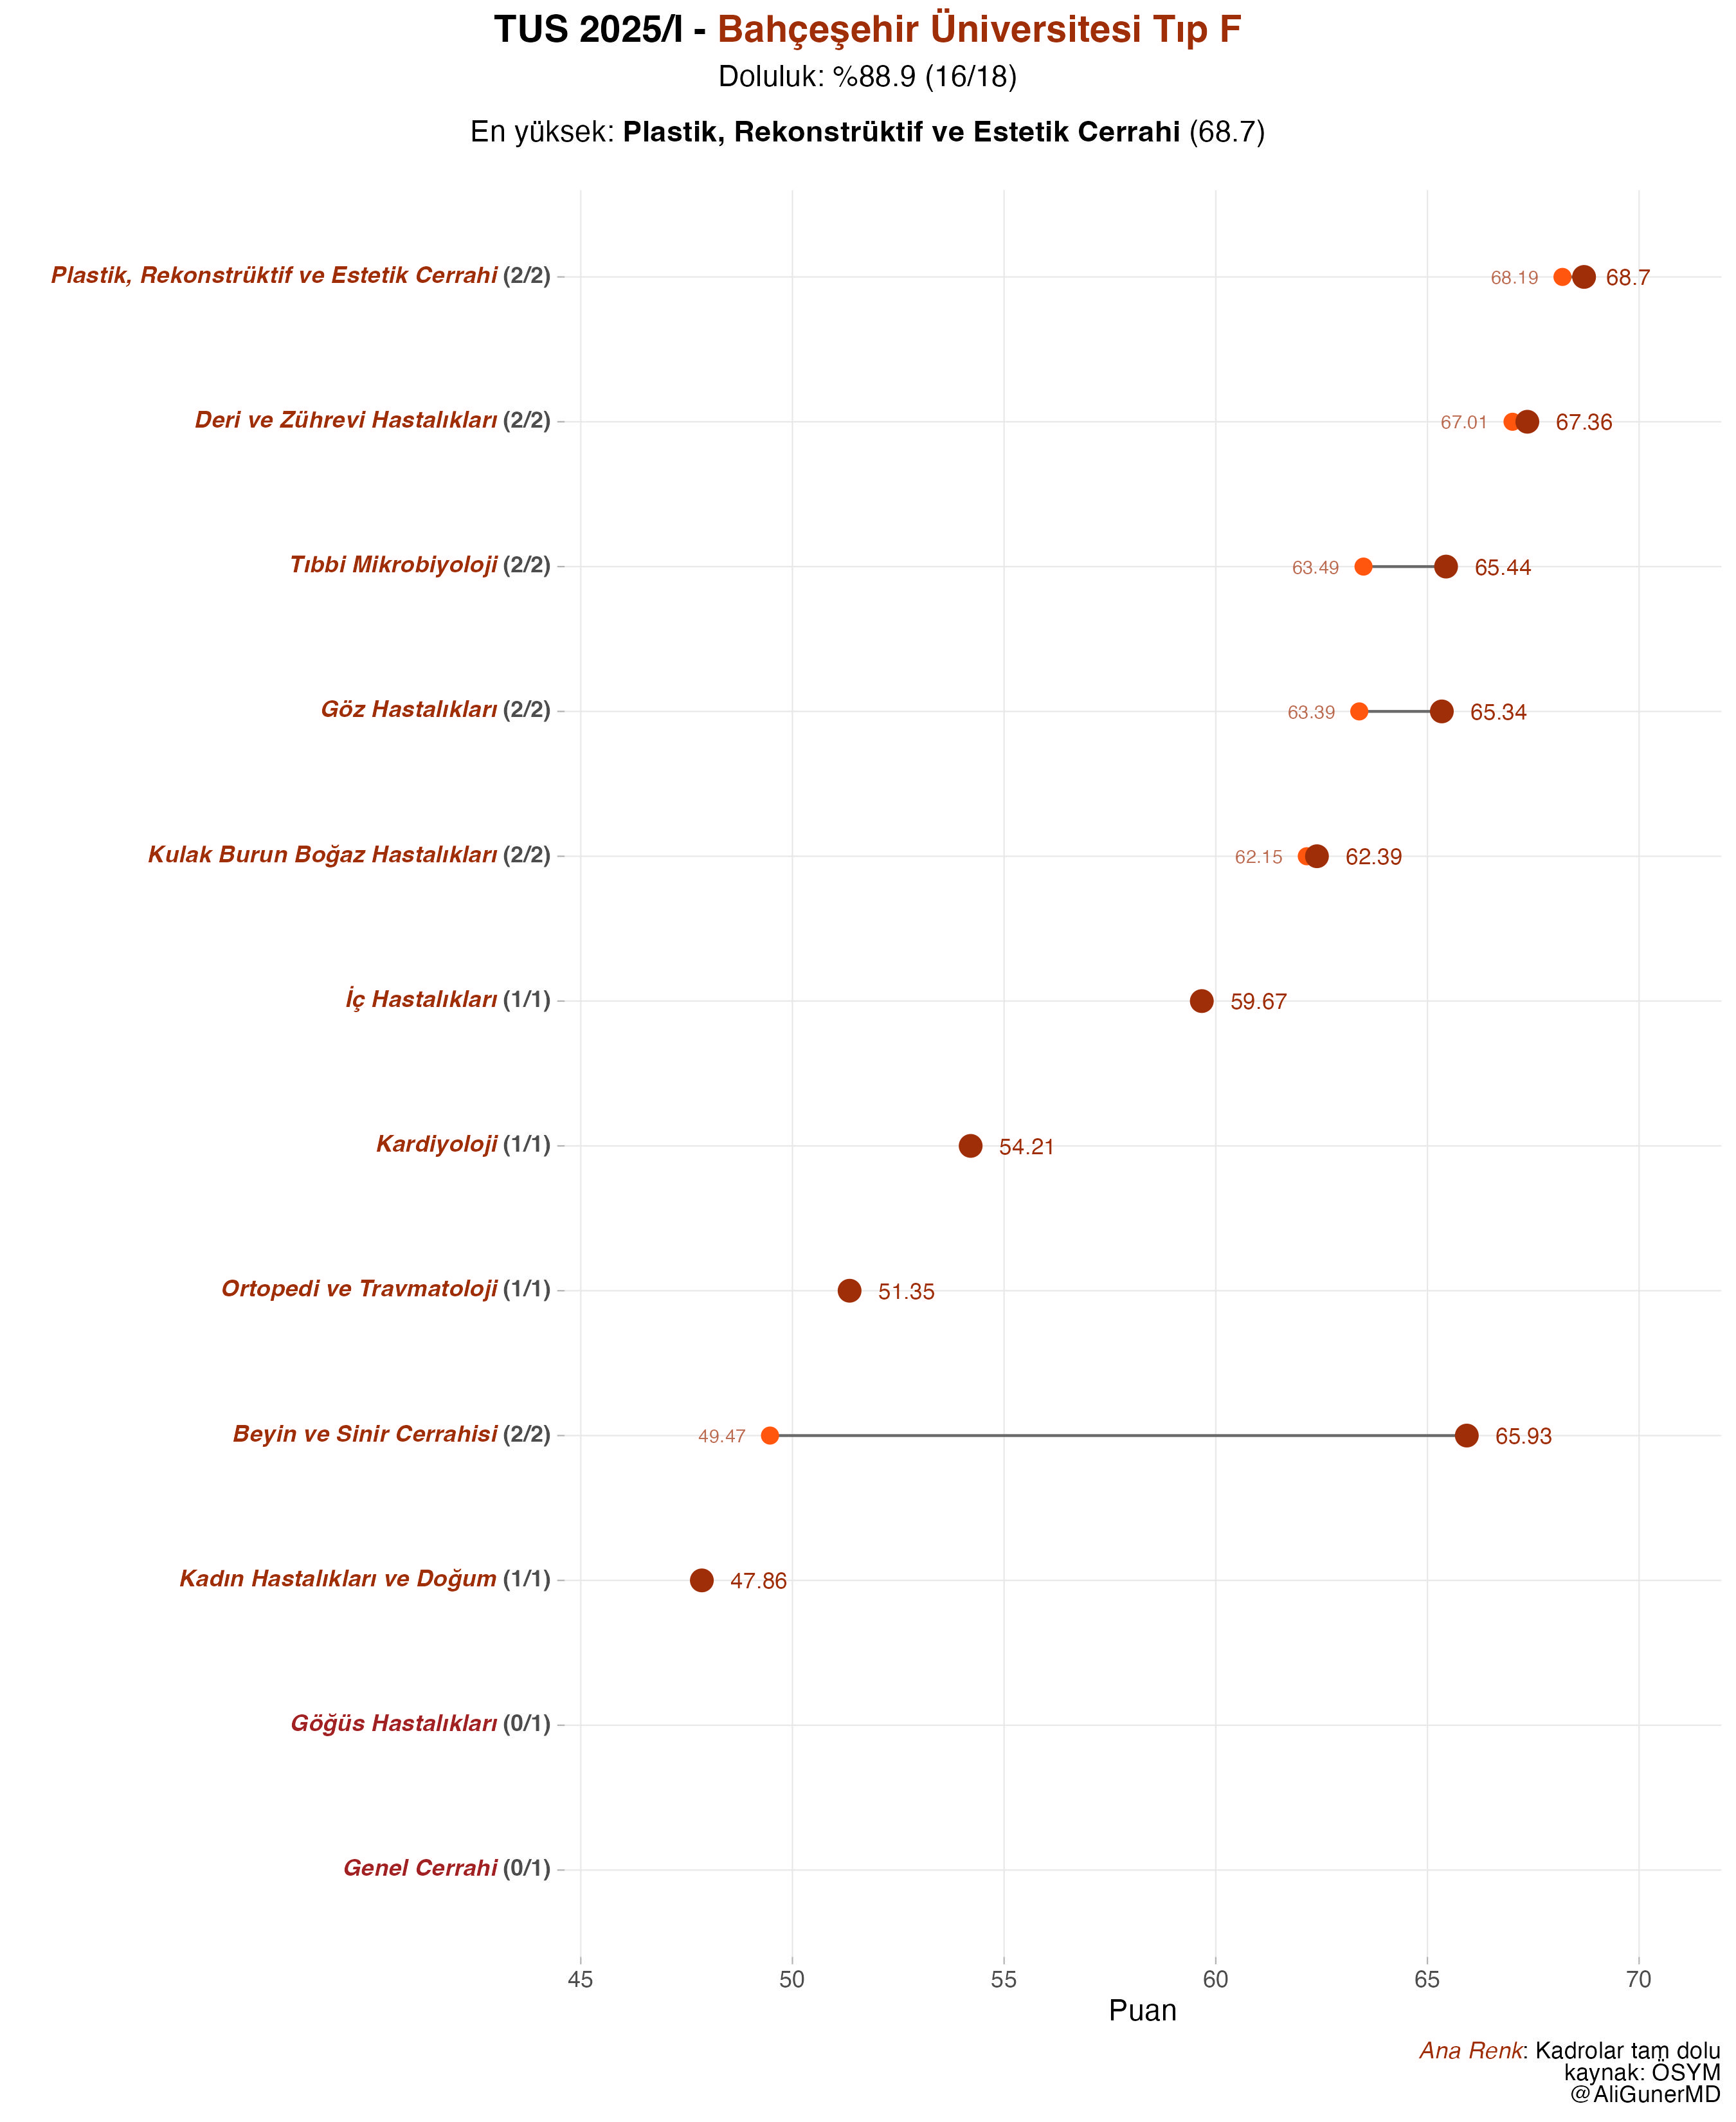 TUS 2025/I - Bahçeşehir Üniversitesi Tıp F
Doluluk: %88.9 (16/18)
En yüksek: Plastik, Rekonstrüktif ve Estetik Cerrahi (68.7)
Plastik, Rekonstrüktif ve Estetik Cerrahi (2/2) 68.19 68.7
Deri ve Zührevi Hastalıkları (2/2) 67.01 67.36
Tıbbi Mikrobiyoloji (2/2) 63.49 65.44
Göz Hastalıkları (2/2) 63.39 65.34
Kulak Burun Boğaz Hastalıkları (2/2) 62.15 62.39
İç Hastalıkları (1/1) 59.67
Kardiyoloji (1/1) 54.21
Ortopedi ve Travmatoloji (1/1) 51.35
Beyin ve Sinir Cerrahisi (2/2) 49.47 65.93
Kadın Hastalıkları ve Doğum (1/1) 47.86
Göğüs Hastalıkları (0/1)
Genel Cerrahi (0/1)
45 50 55 60 65 70
Puan
Ana Renk: Kadrolar tam dolu
kaynak: ÖSYM
@AliGunerMD